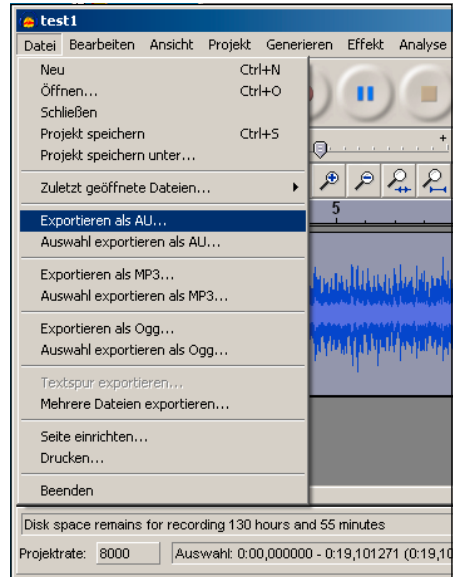 test1
Datei Bearbeiten Ansicht Projekt Generieren Effekt Analyse
Neu Ctrl+N
Öffnen... Ctrl+O
Schließen
Projekt speichern Ctrl+S
Projekt speichern unter...
Zuletzt geöffnete Dateien...
Exportieren als AU...
Auswahl exportieren als AU...
Exportieren als MP3...
Auswahl exportieren als MP3...
Exportieren als Ogg...
Auswahl exportieren als Ogg...
Textspur exportieren...
Mehrere Dateien exportieren...
Seite einrichten...
Drucken...
Beenden
+
5
Disk space remains for recording 130 hours and 55 minutes
Projektrate: 8000 Auswahl: 0:00,000000 - 0:19,101271 (0:19,10